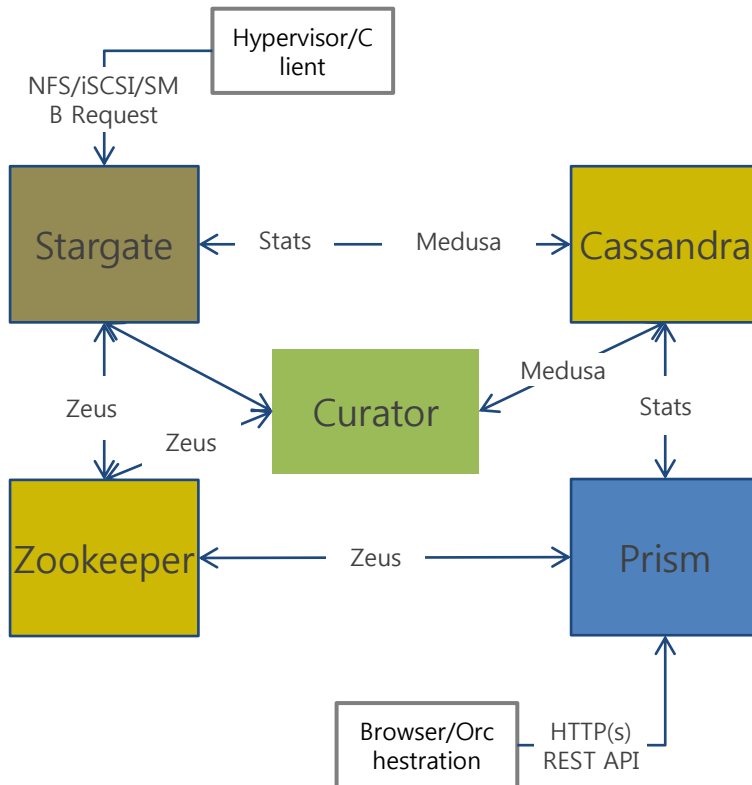 Hypervisor/C
lient
NFS/iSCSI/SM
B Request
Stargate
Stats
Medusa
Cassandra
Medusa
Curator
Zeus
Zeus
Stats
Zookeeper
Zeus
Prism
Browser/Orc
hestration
HTTP(s)
REST API